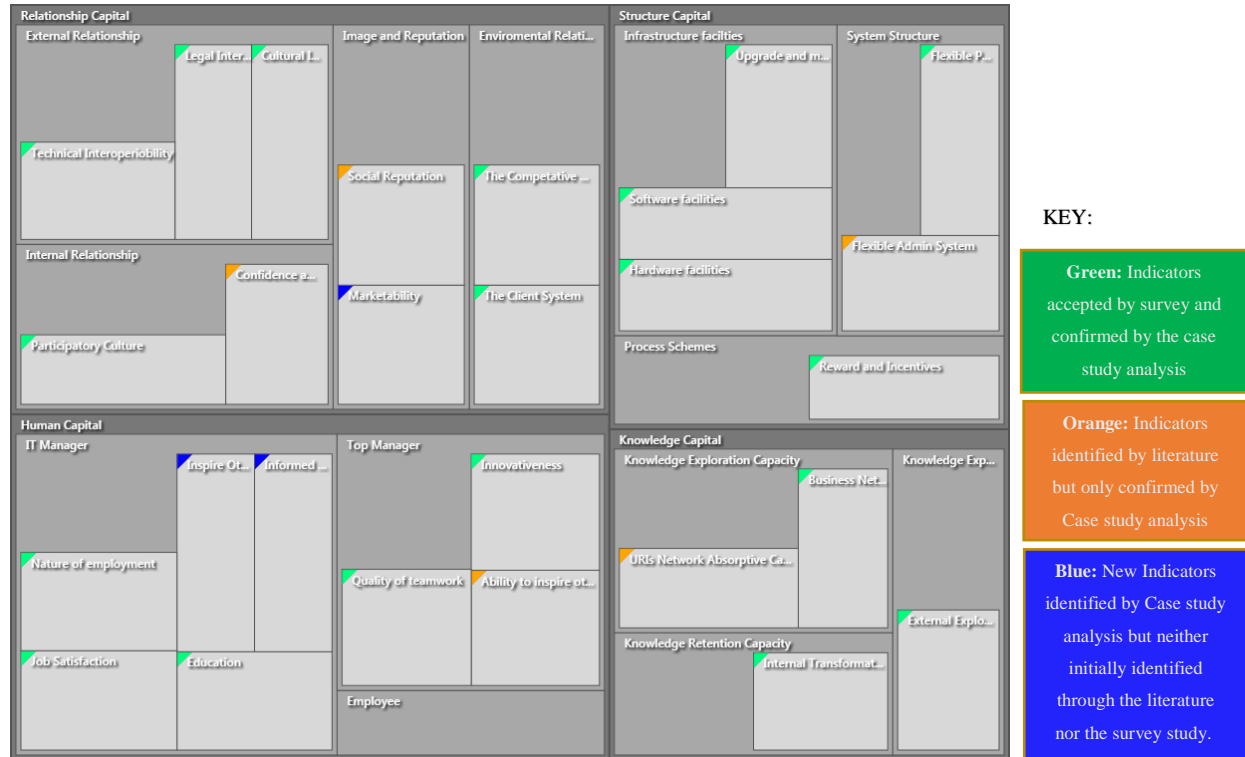 Relationship Capital
External Relationship
Legal Inter...
Cultural I...
Technical Interoperiobility
Internal Relationship
Confidence a...
Participatory Culture
Image and Reputation
Social Reputation
Marketability
Enviromental Relati...
The Competative ...
The Client System
Structure Capital
Infrastructure facilties
Upgrade and m...
Software facilities
Hardware facilities
System Structure
Flexible P...
Flexible Admin System
Process Schemes
Reward and Incentives
Human Capital
IT Manager
Inspire Ot...
Informed ...
Nature of employment
Job Satisfaction
Education
Top Manager
Innovativeness
Quality of teamwork
Ability to inspire ot...
Employee
Knowledge Capital
Knowledge Exploration Capacity
Business Net...
URIs Network Absorptive Ca...
Knowledge Retention Capacity
Internal Transformat...
Knowledge Exp...
External Explo...
KEY:
Green: Indicators
accepted by survey and
confirmed by the case
study analysis
Orange: Indicators
identified by literature
but only confirmed by
Case study analysis
Blue: New Indicators
identified by Case study
analysis but neither
initially identified
through the literature
nor the survey study.